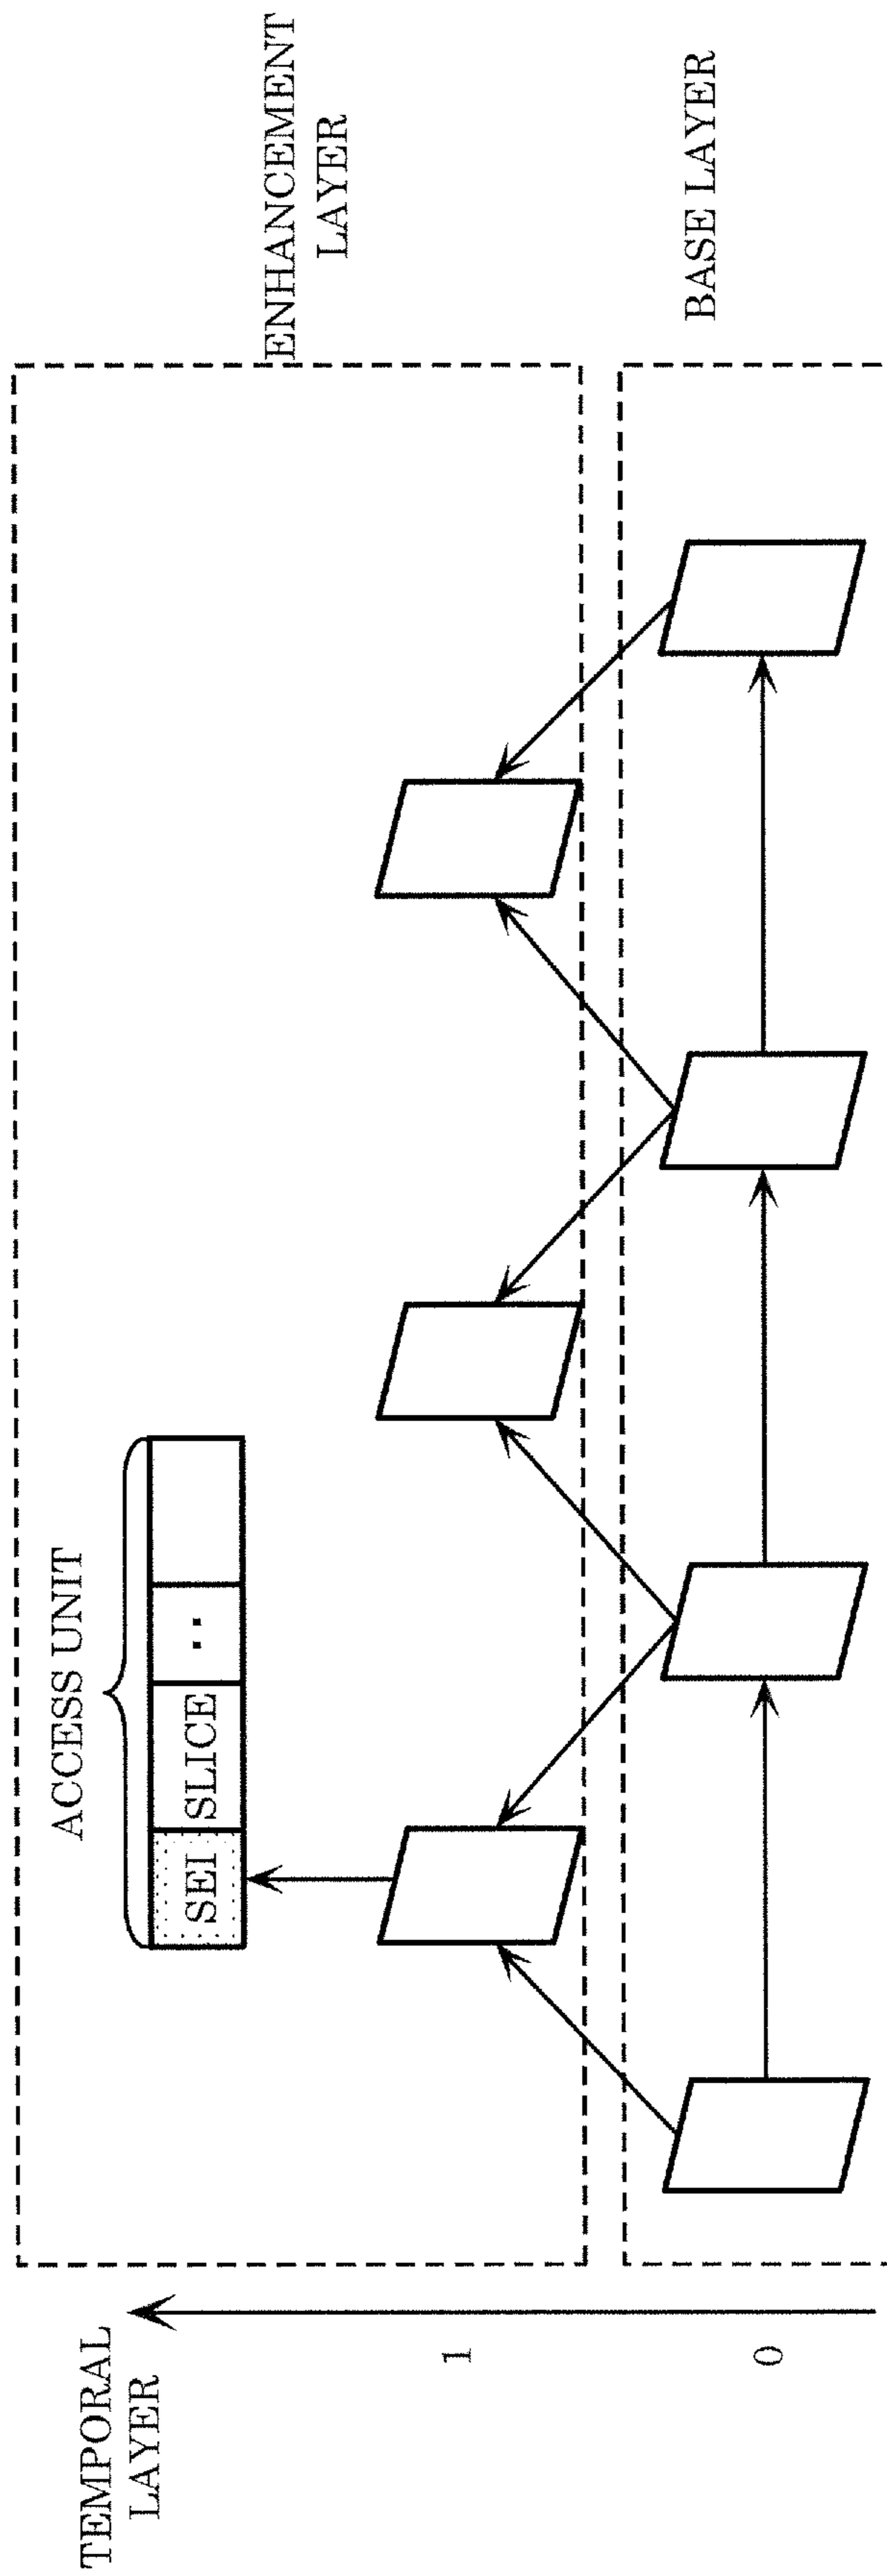 TEMPORAL
LAYER
1
0
ACCESS UNIT
SEI
SLICE
..
ENHANCEMENT
LAYER
BASE LAYER